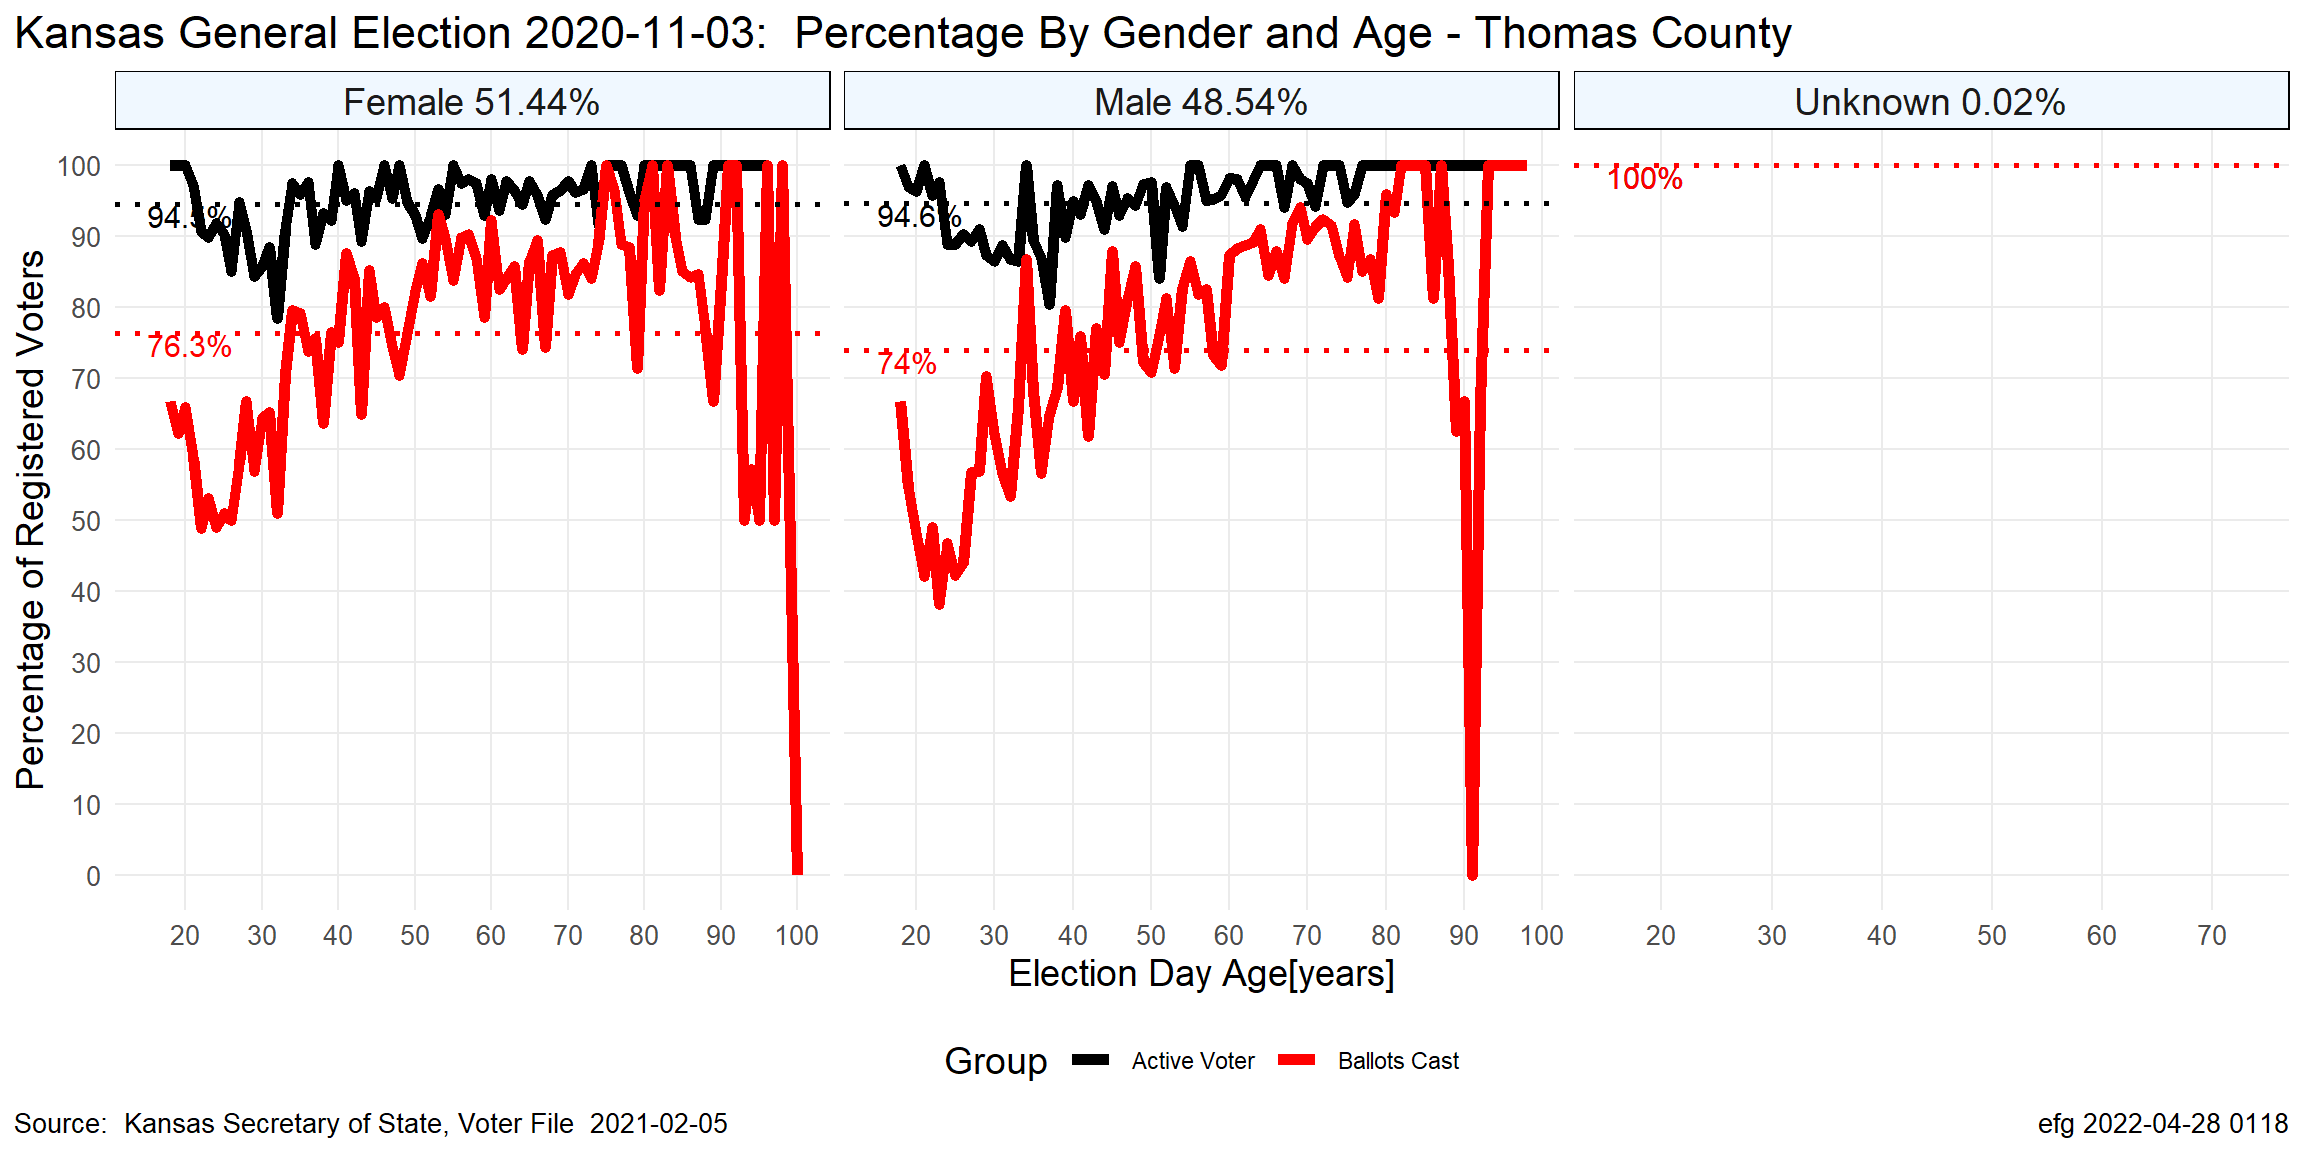 Kansas General Election 2020-11-03:  Percentage By Gender and Age - Thomas County
Female 51.44%
Male 48.54%
Unknown 0.02%
Percentage of Registered Voters
100
90
80
70
60
50
40
30
20
10
0
94.5%
76.3%
94.6%
74%
100%
20 30 40 50 60 70 80 90 100
20 30 40 50 60 70 80 90 100
20 30 40 50 60 70
Election Day Age[years]
Group Active Voter Ballots Cast
Source:  Kansas Secretary of State, Voter File  2021-02-05
efg 2022-04-28 0118